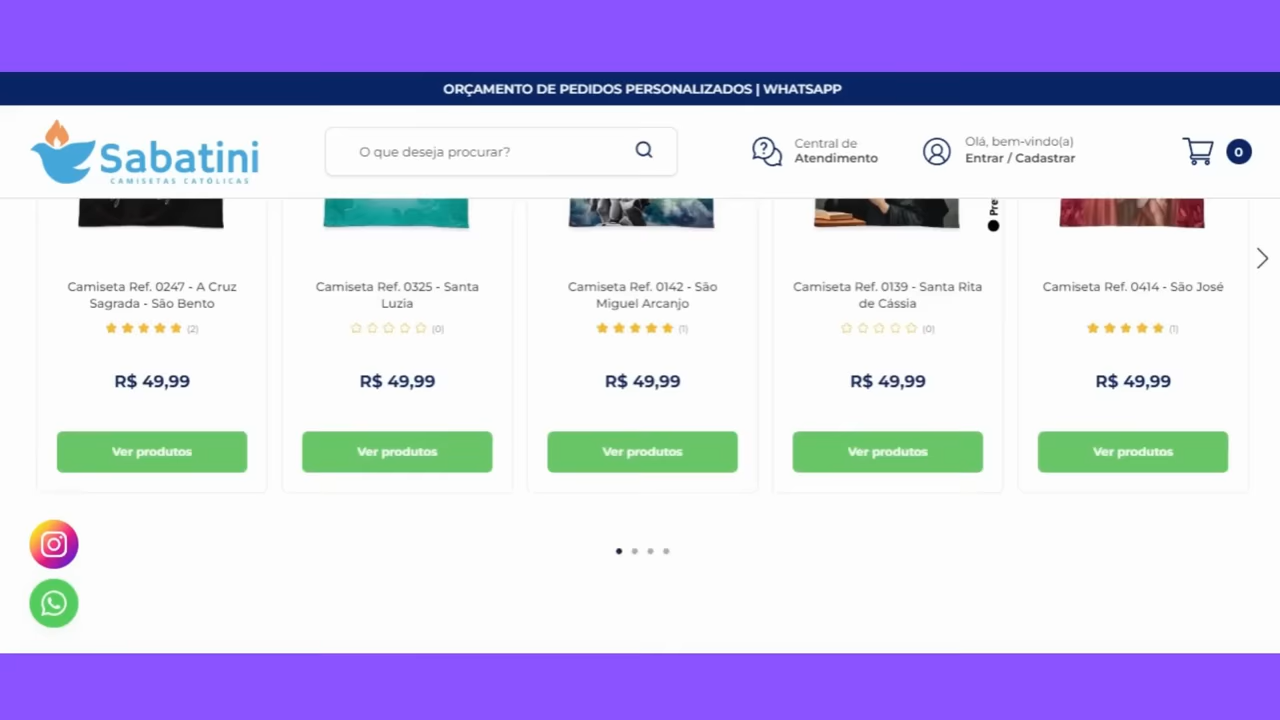 ORÇAMENTO DE PEDIDOS PERSONALIZADOS | WHATSAPP
Sabatini
CAMISETAS CATÓLICAS
O que deseja procurar?
Central de
Atendimento
Olá, bem-vindo(a)
Entrar / Cadastrar
0
Pre
Camiseta Ref. 0247 - A Cruz
Sagrada - São Bento
(2)
R$ 49,99
Ver produtos
Camiseta Ref. 0325 - Santa
Luzia
(0)
R$ 49,99
Ver produtos
Camiseta Ref. 0142 - São
Miguel Arcanjo
(1)
R$ 49,99
Ver produtos
Camiseta Ref. 0139 - Santa Rita
de Cássia
(0)
R$ 49,99
Ver produtos
Camiseta Ref. 0414 - São José
(1)
R$ 49,99
Ver produtos